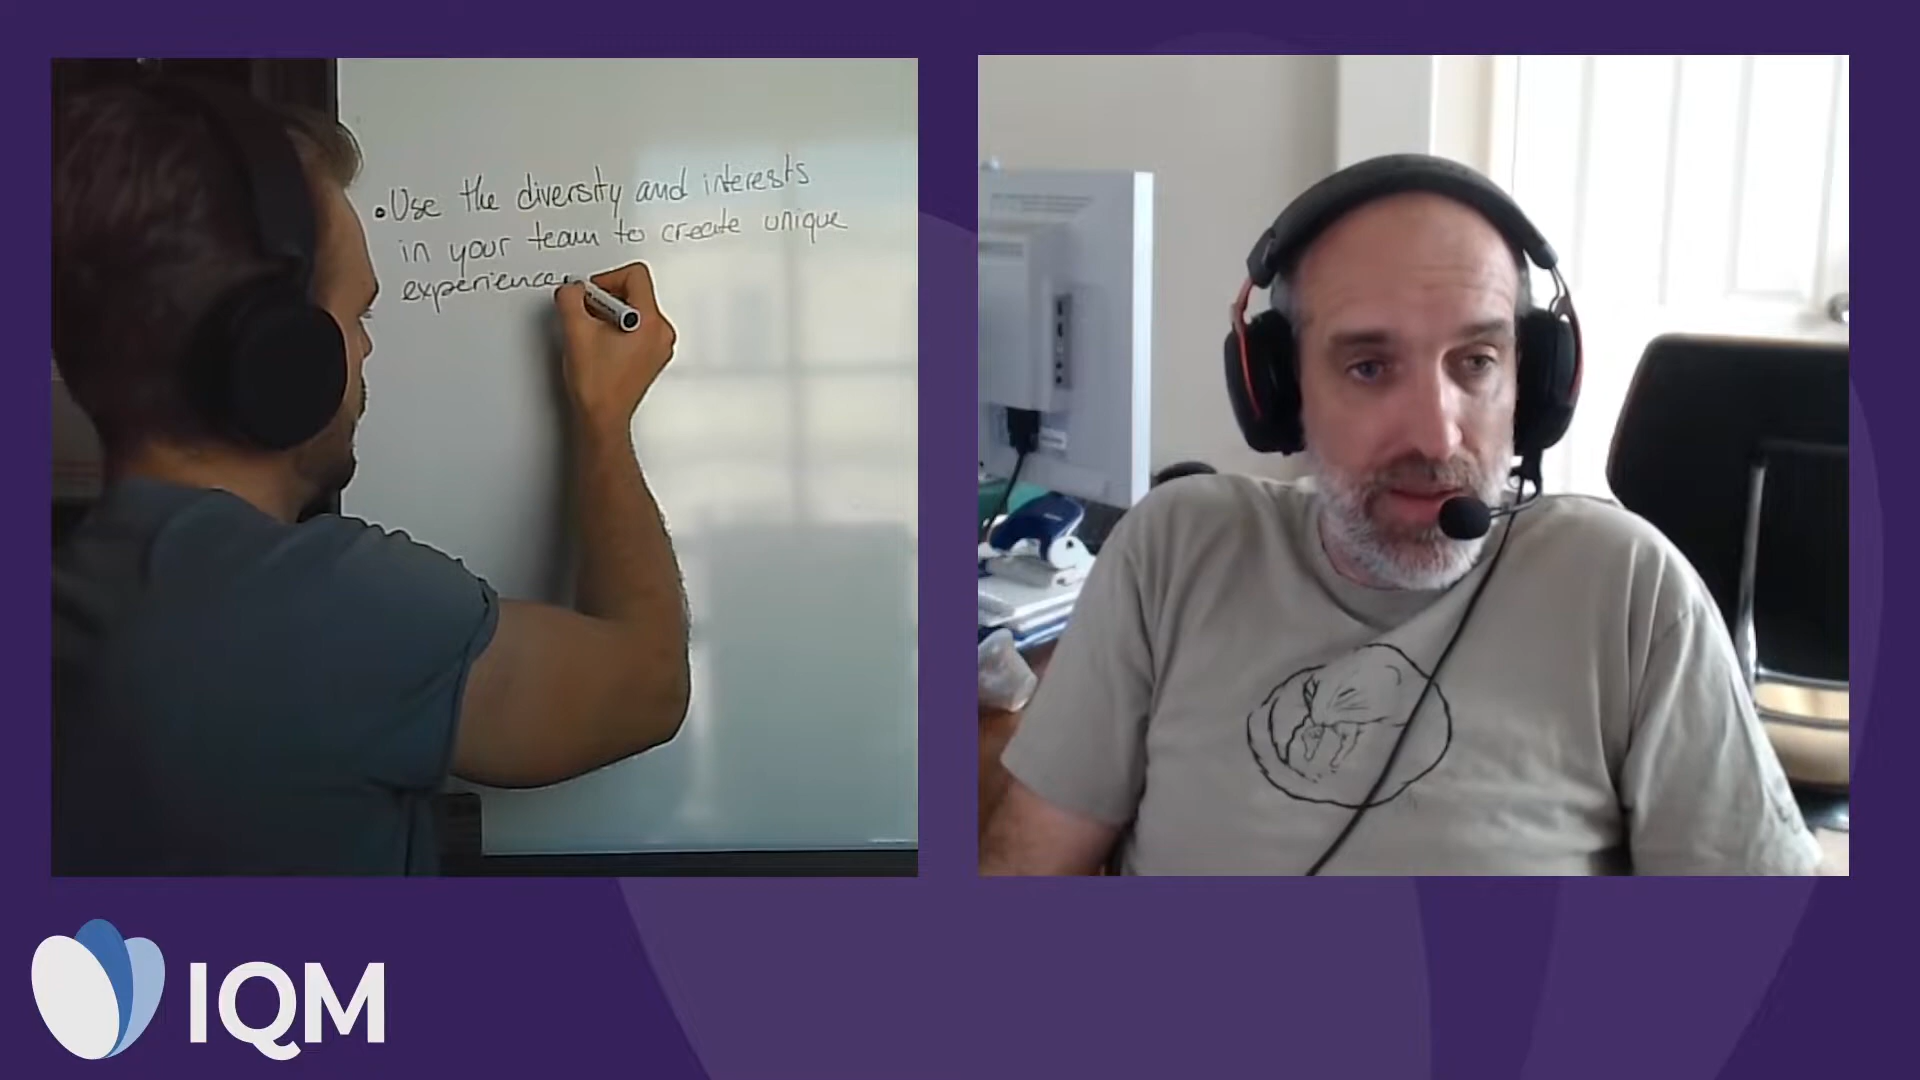 • Use the diversity and interests
in your team to create unique
experiences
IQM